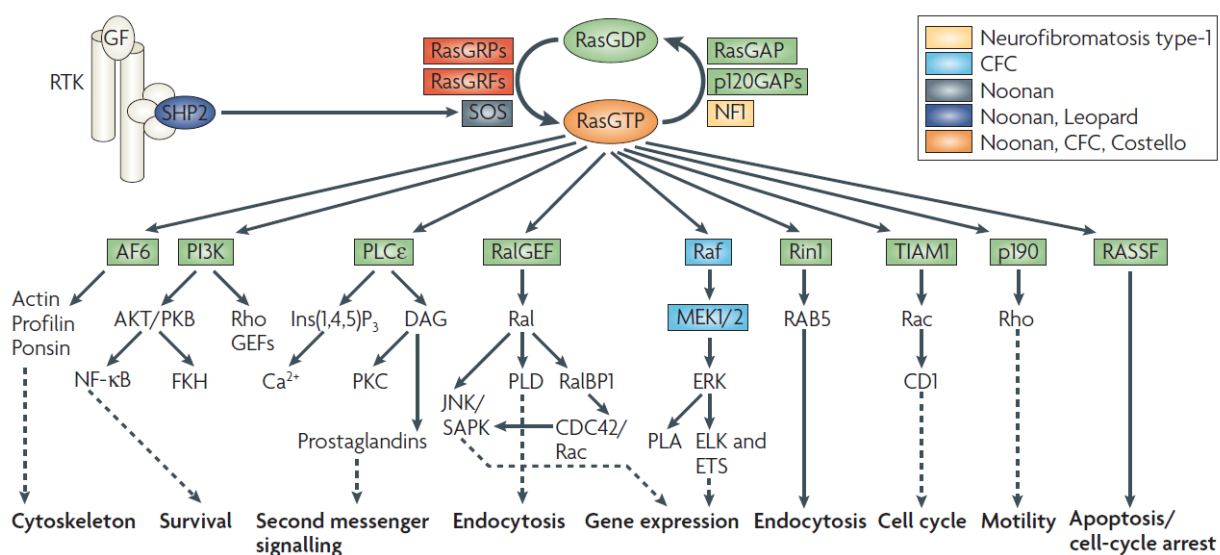 GF
RTK
SHP2
RasGRPs
RasGRFs
SOS
RasGDP
RasGTP
RasGAP
p120GAPs
NF1
Neurofibromatosis type-1
CFC
Noonan
Noonan, Leopard
Noonan, CFC, Costello
AF6
PI3K
PLCε
RalGEF
Raf
Rin1
TIAM1
p190
RASSF
Actin
Profilin
Ponsin
AKT/PKB
Rho
GEFs
Ins(1,4,5)P₃
DAG
Ral
MEK1/2
RAB5
Rac
Rho
NF-κB
FKH
Ca²⁺
PKC
PLD
RalBP1
ERK
CD1
JNK/
SAPK
CDC42/
Rac
PLA
ELK and
ETS
Prostaglandins
Cytoskeleton
Survival
Second messenger
signalling
Endocytosis
Gene expression
Endocytosis
Cell cycle
Motility
Apoptosis/
cell-cycle arrest